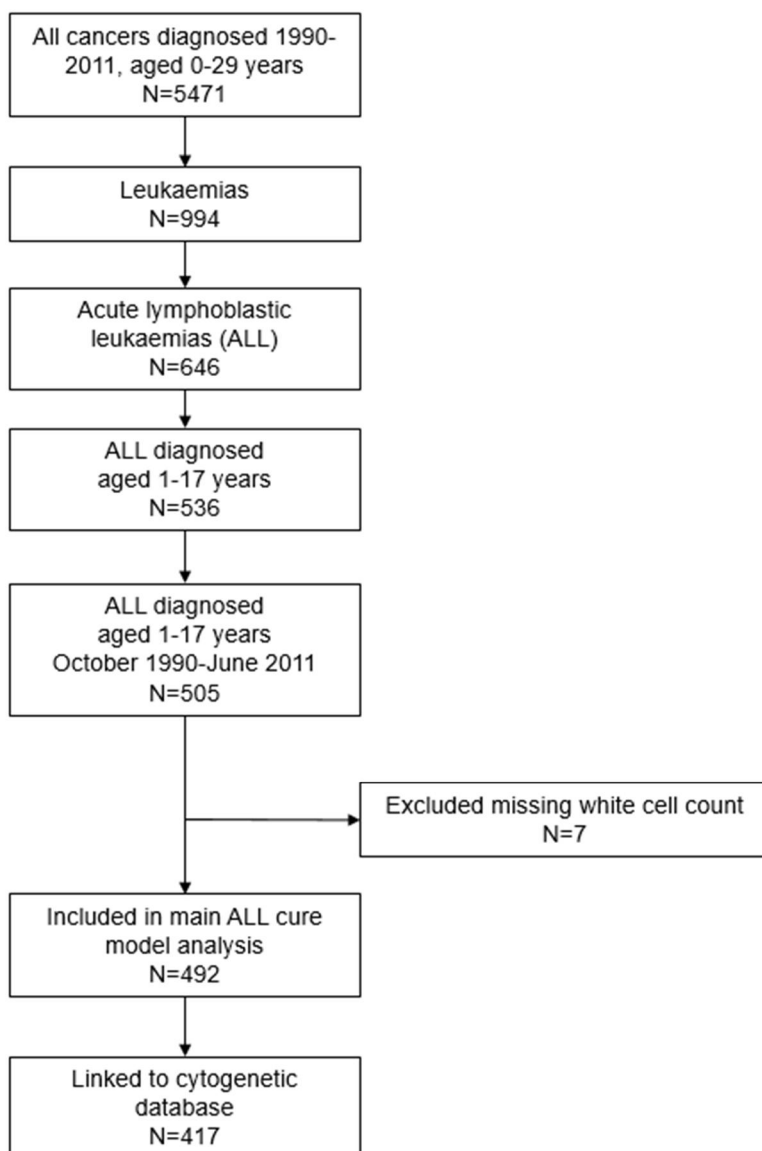 All cancers diagnosed 1990-
2011, aged 0-29 years
N=5471
Leukaemias
N=994
Acute lymphoblastic
leukaemias (ALL)
N=646
ALL diagnosed
aged 1-17 years
N=536
ALL diagnosed
aged 1-17 years
October 1990-June 2011
N=505
Excluded missing white cell count
N=7
Included in main ALL cure
model analysis
N=492
Linked to cytogenetic
database
N=417